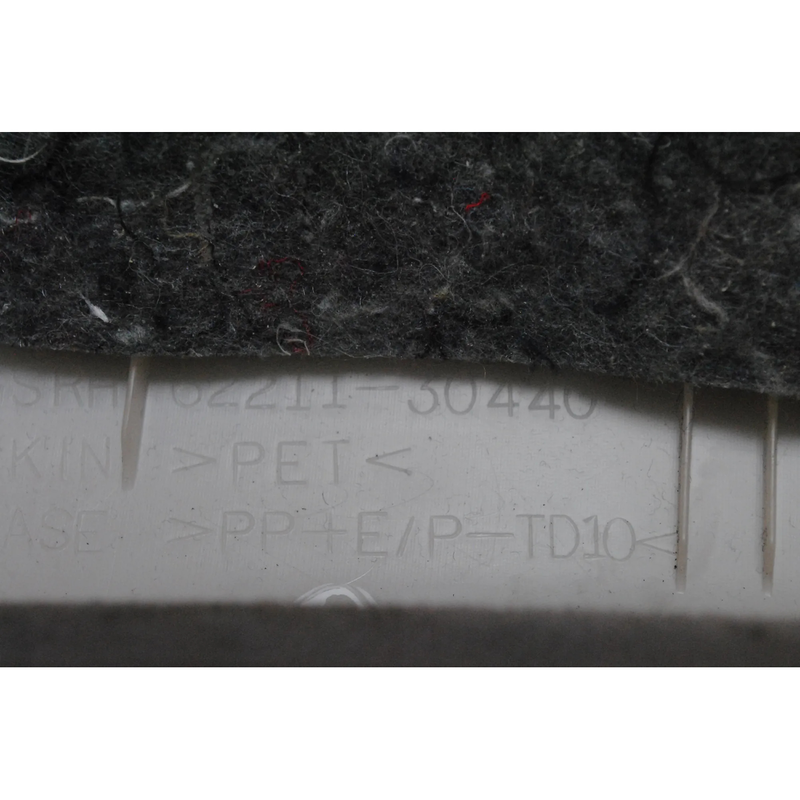 SRH 62211-30440
KIN >PET<
ASE >PP+E/P-TD10<